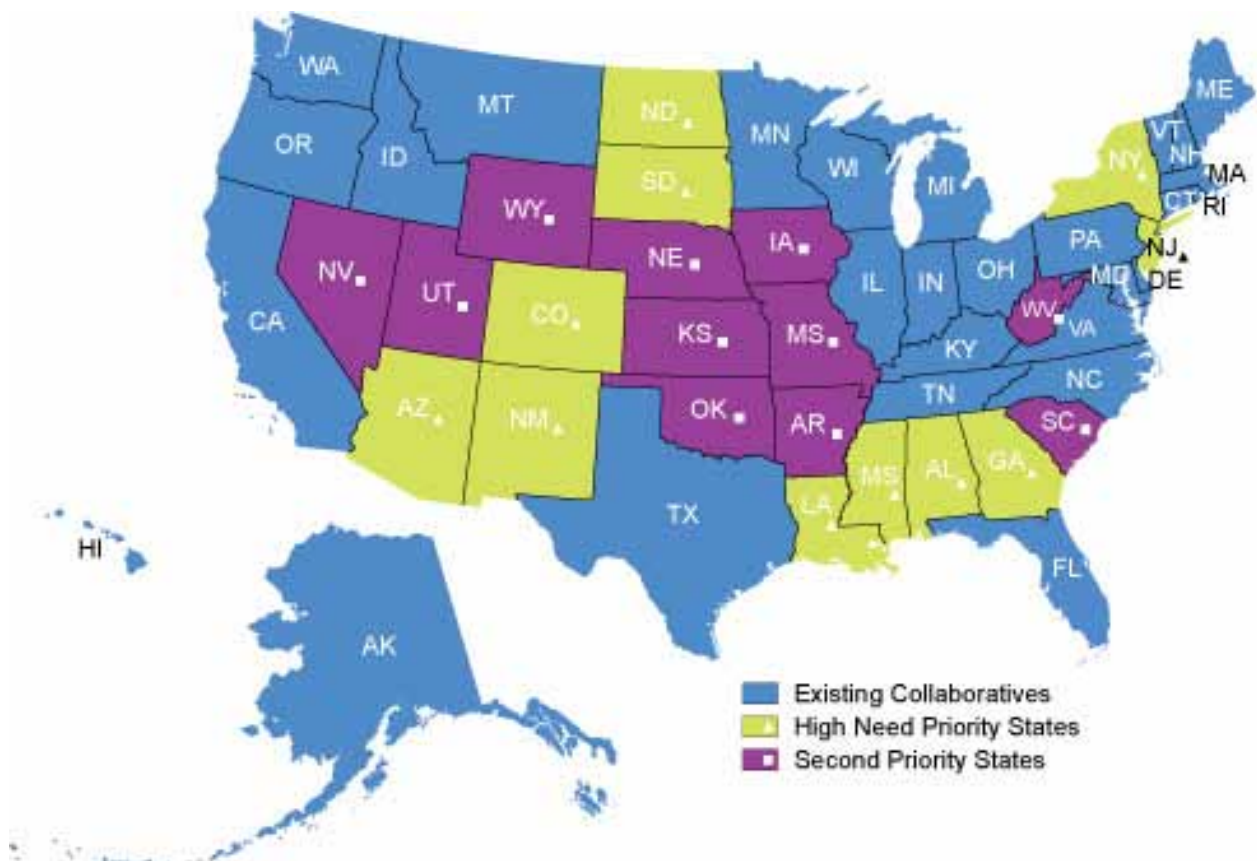 WA
MT
ND
MN
ME
VT
NH
OR
ID
SD
WI
MI
NY
MA
RI
CT
WY
IA
PA
NJ
NE
OH
MD
DE
NV
UT
IL
IN
WV
CA
CO
KS
MS
KY
VA
NC
TN
AZ
NM
OK
AR
SC
MS
AL
GA
LA
TX
HI
FL
AK
Existing Collaboratives
High Need Priority States
Second Priority States